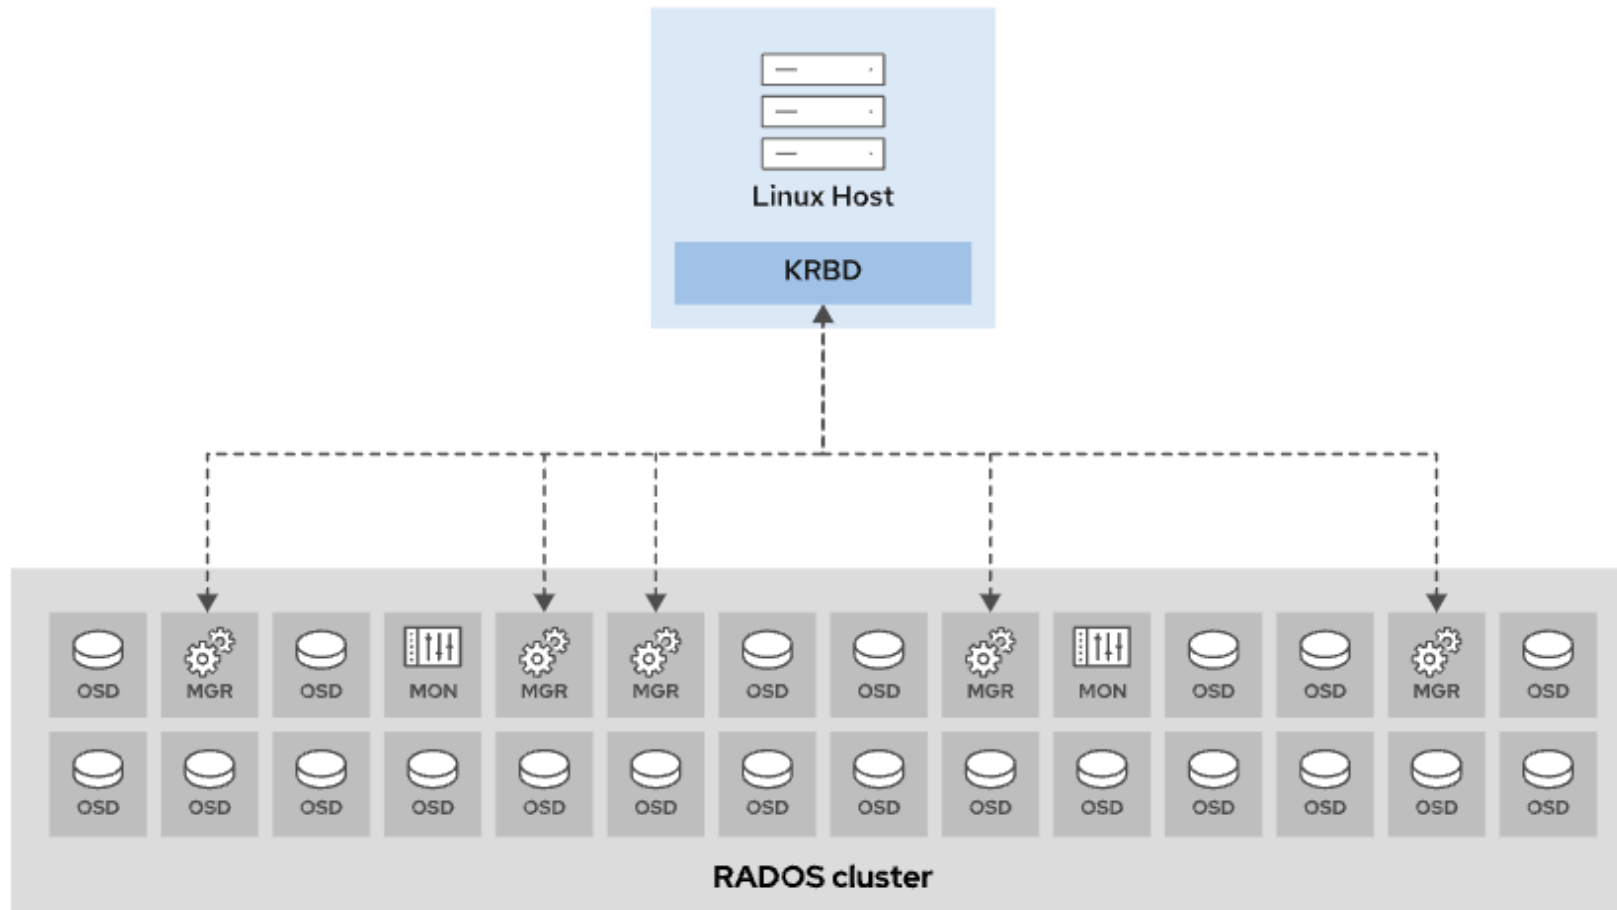 Linux Host
KRBD
OSD MGR OSD MON MGR MGR OSD OSD MGR MON OSD OSD MGR OSD
OSD OSD OSD OSD OSD OSD OSD OSD OSD OSD OSD OSD OSD OSD
RADOS cluster